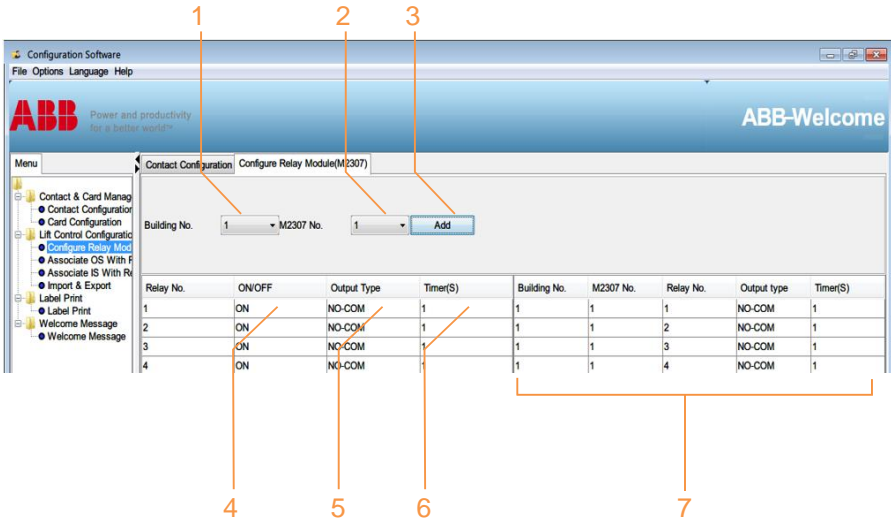 1 2 3
Configuration Software
File Options Language Help
ABB Power and productivity
for a better world™
ABB-Welcome
Menu
Contact Configuration Configure Relay Module(M2307)
Contact & Card Manag
Contact Configuration
Card Configuration
Lift Control Configuratic
Configure Relay Mod
Associate OS With F
Associate IS With Re
Import & Export
Label Print
Label Print
Welcome Message
Welcome Message
Building No. 1 M2307 No. 1 Add
Relay No. ON/OFF Output Type Timer(S) Building No. M2307 No. Relay No. Output type Timer(S)
1 ON NO-COM 1 1 1 1 NO-COM 1
2 ON NO-COM 1 1 1 2 NO-COM 1
3 ON NO-COM 1 1 1 3 NO-COM 1
4 ON NO-COM 1 1 1 4 NO-COM 1
4 5 6 7